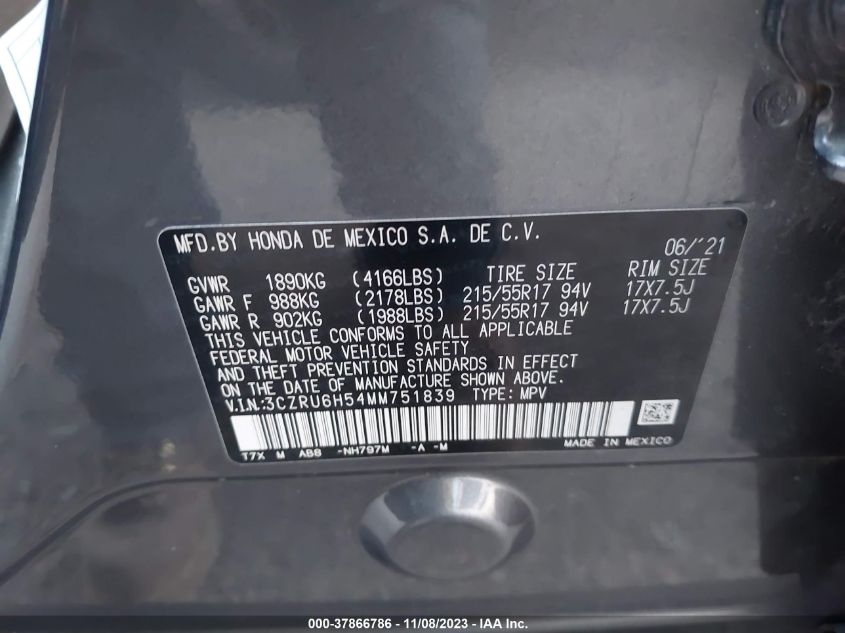 MFD.BY HONDA DE MEXICO S.A. DE C.V.
06/'21
GVWR 1890KG (4166LBS) TIRE SIZE RIM SIZE
GAWR F 988KG (2178LBS) 215/55R17 94V 17X7.5J
GAWR R 902KG (1988LBS) 215/55R17 94V 17X7.5J
THIS VEHICLE CONFORMS TO ALL APPLICABLE
FEDERAL MOTOR VEHICLE SAFETY
AND THEFT PREVENTION STANDARDS IN EFFECT
ON THE DATE OF MANUFACTURE SHOWN ABOVE.
V.I.N:3CZRU6H54MM751839 TYPE: MPV
T7X M AB8 -NH797M -A -M MADE IN MEXICO
000-37866786 - 11/08/2023 - IAA Inc.